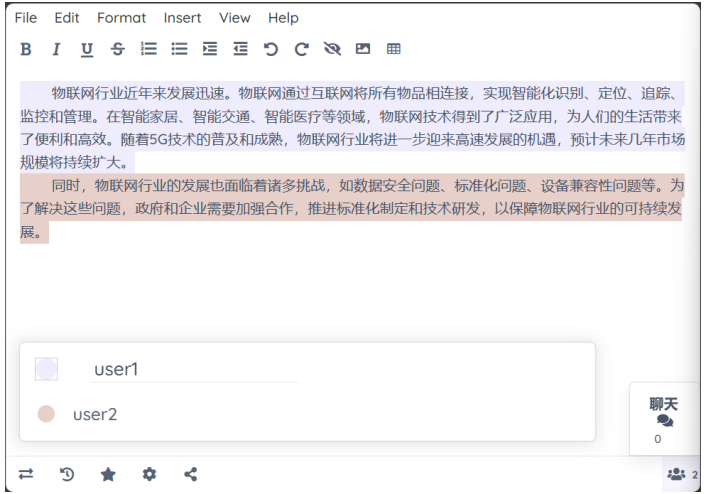 File Edit Format Insert View Help
B I U S
物联网行业近年来发展迅速。物联网通过互联网将所有物品相连接，实现智能化识别、定位、追踪、
监控和管理。在智能家居、智能交通、智能医疗等领域，物联网技术得到了广泛应用，为人们的生活带来
了便利和高效。随着5G技术的普及和成熟，物联网行业将进一步迎来高速发展的机遇，预计未来几年市场
规模将持续扩大。
同时，物联网行业的发展也面临着诸多挑战，如数据安全问题、标准化问题、设备兼容性问题等。为
了解决这些问题，政府和企业需要加强合作，推进标准化制定和技术研发，以保障物联网行业的可持续发
展。
user1
user2
聊天
0
2